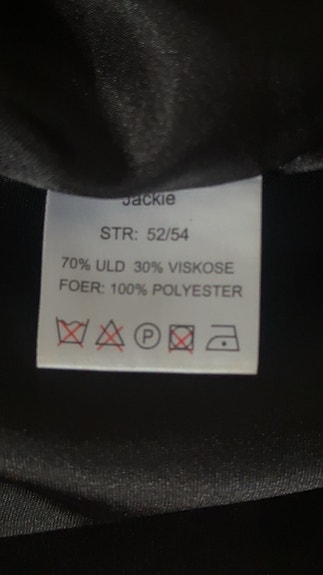 Jackie
STR: 52/54
70% ULD 30% VISKOSE
FOER: 100% POLYESTER
P